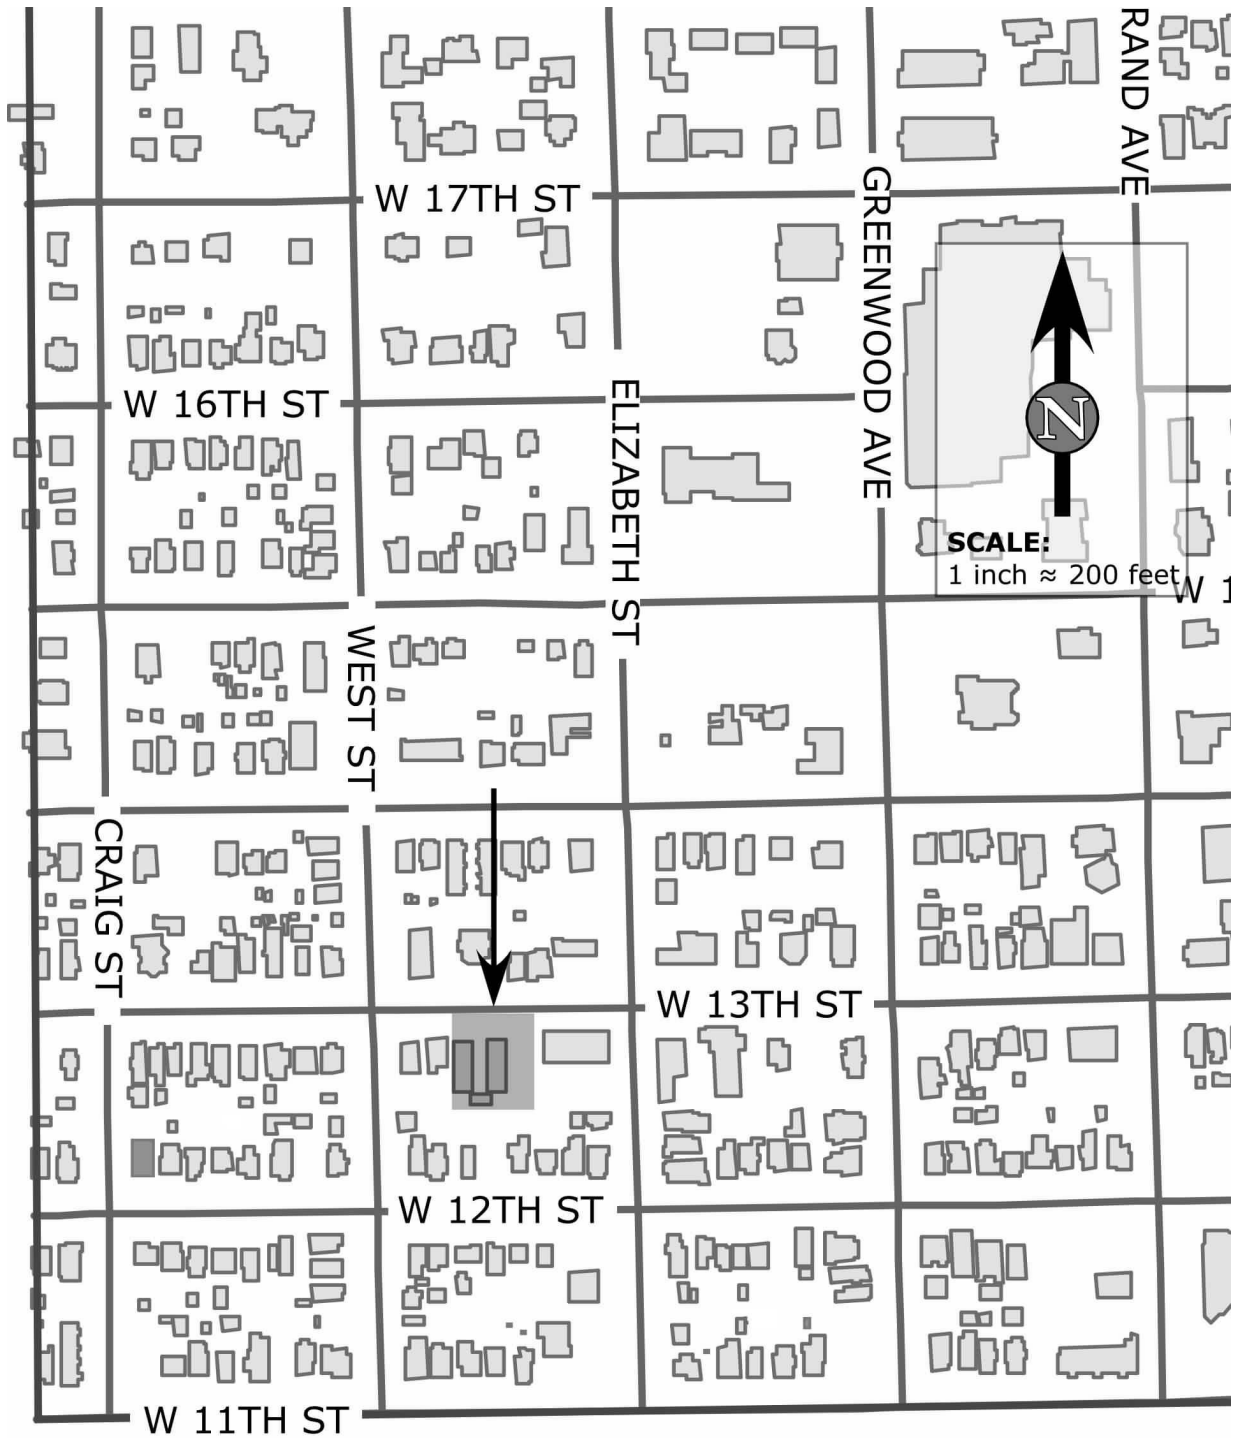 RAND AVE
W 17TH ST
GREENWOOD AVE
W 16TH ST
ELIZABETH ST
N
SCALE:
1 inch ≈ 200 feet
W 1
WEST ST
CRAIG ST
W 13TH ST
W 12TH ST
W 11TH ST